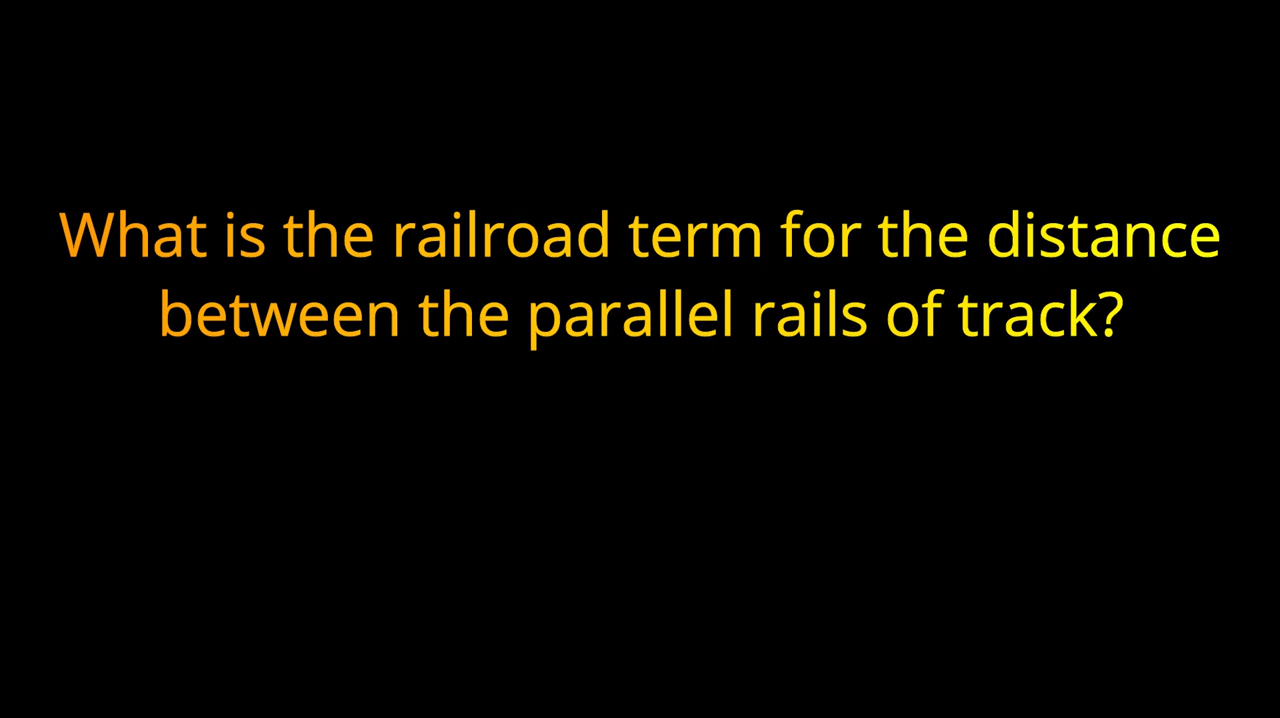 What is the railroad term for the distance
between the parallel rails of track?